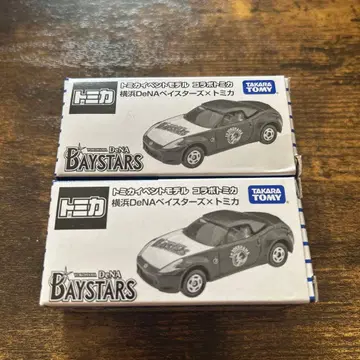 トミカ
トミカイベントモデル コラボトミカ
横浜DeNAベイスターズ×トミカ
TAKARA TOMY
YOKOHAMA DeNA
BAYSTARS
トミカ
トミカイベントモデル コラボトミカ
横浜DeNAベイスターズ×トミカ
TAKARA TOMY
YOKOHAMA DeNA
BAYSTARS